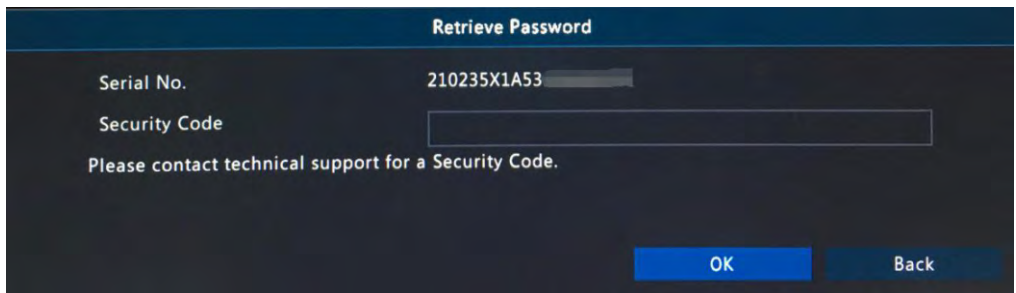 Retrieve Password
Serial No. 210235X1A53
Security Code
Please contact technical support for a Security Code.
OK Back